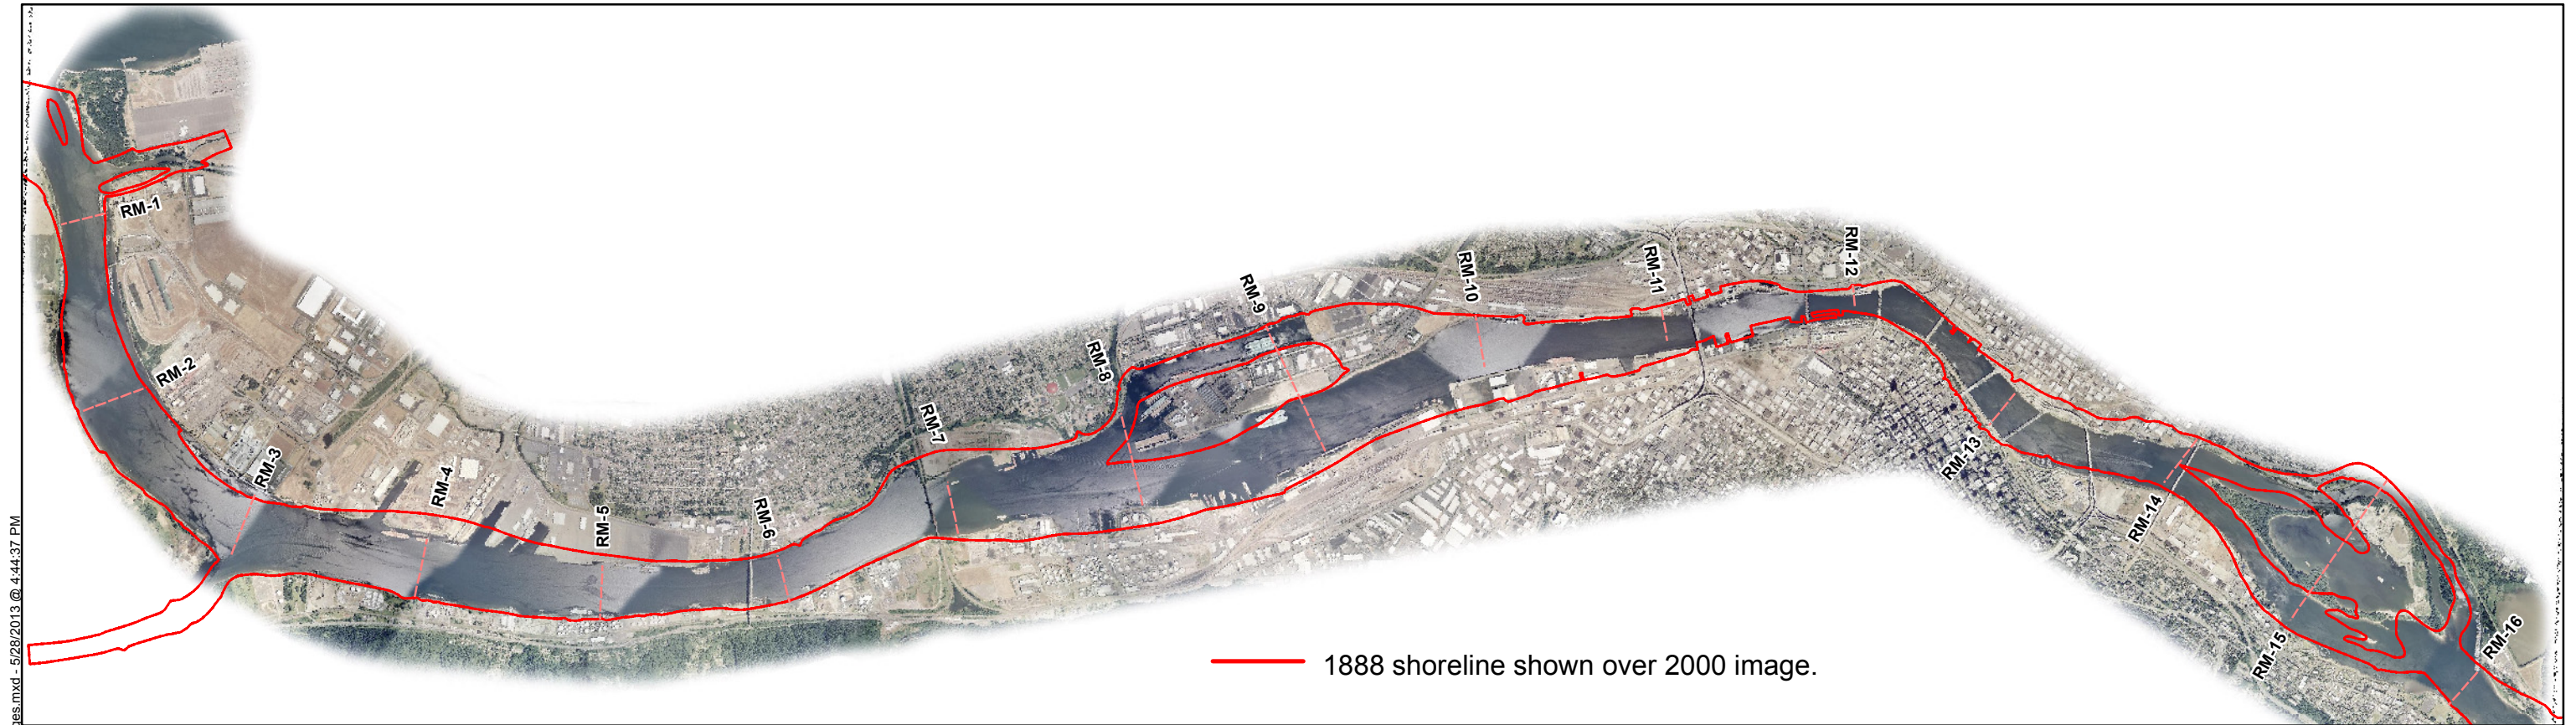 RM-1
RM-2
RM-3
RM-4
RM-5
RM-6
RM-7
RM-8
RM-9
RM-10
RM-11
RM-12
RM-13
RM-14
RM-15
RM-16
1888 shoreline shown over 2000 image.
ges.mxd - 5/28/2013 @ 4:44:37 PM